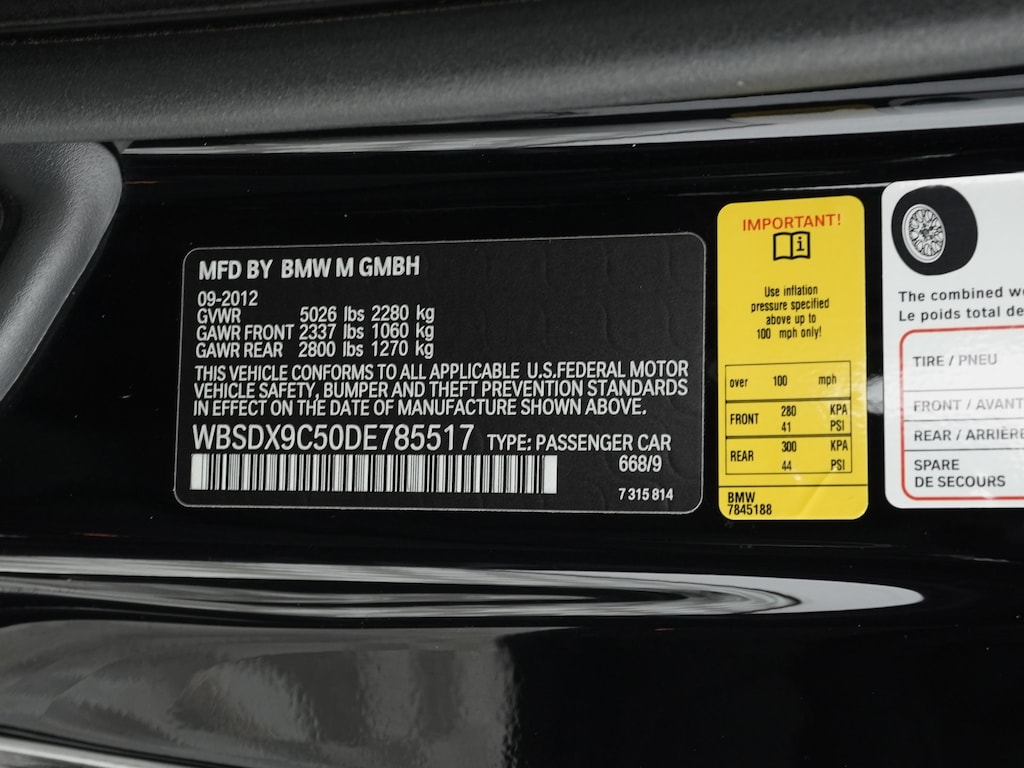 MFD BY BMW M GMBH
09-2012
GVWR 5026 lbs 2280 kg
GAWR FRONT 2337 lbs 1060 kg
GAWR REAR 2800 lbs 1270 kg
THIS VEHICLE CONFORMS TO ALL APPLICABLE U.S.FEDERAL MOTOR
VEHICLE SAFETY, BUMPER AND THEFT PREVENTION STANDARDS
IN EFFECT ON THE DATE OF MANUFACTURE SHOWN ABOVE.
WBSDX9C50DE785517 TYPE: PASSENGER CAR
668/9
7 315 814
IMPORTANT!
Use inflation
pressure specified
above up to
100 mph only!
over 100 mph
FRONT 280 KPA
41 PSI
REAR 300 KPA
44 PSI
BMW
7845188
The combined
Le poids total
TIRE / PNEU
FRONT / AVANT
REAR / ARRIÈRE
SPARE
DE SECOURS